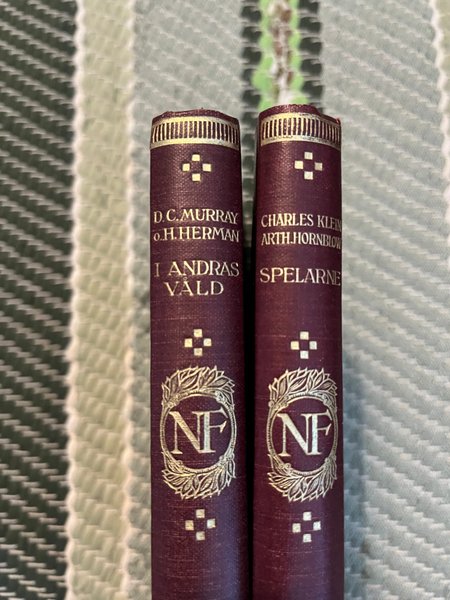 D. C. MURRAY
o. H. HERMAN
I ANDRAS
VÅLD
NF
CHARLES KLEIN
ARTH. HORNBLOW
SPELARNE
NF